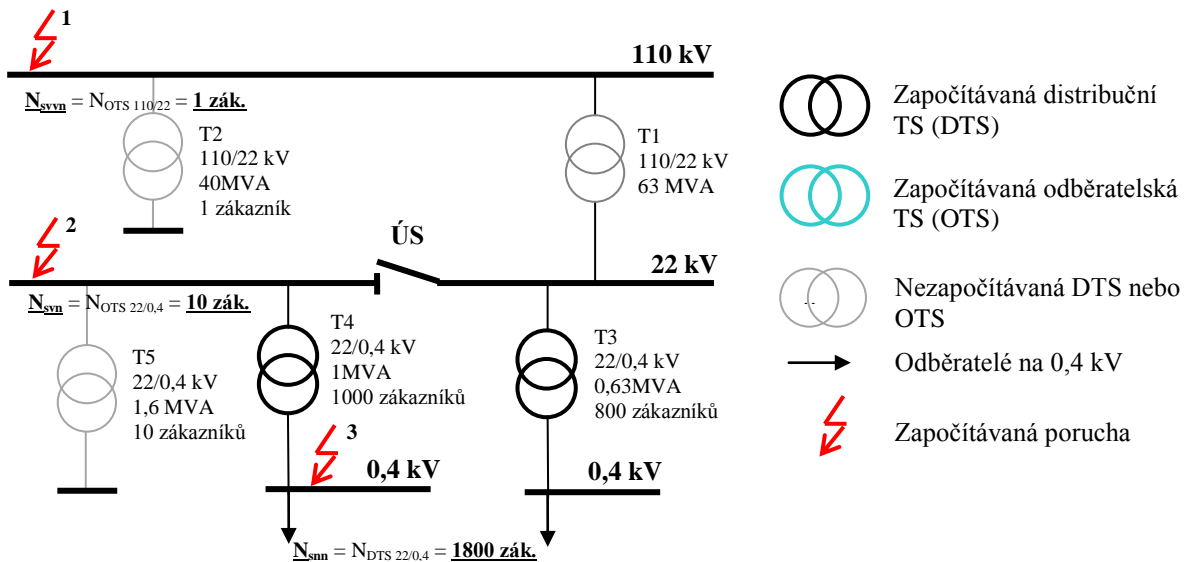 1
110 kV
Nsvvn = NOTS 110/22 = 1 zák.
T2
110/22 kV
40MVA
1 zákazník
T1
110/22 kV
63 MVA
2
ÚS
22 kV
Nsvn = NOTS 22/0,4 = 10 zák.
T5
22/0,4 kV
1,6 MVA
10 zákazníků
T4
22/0,4 kV
1MVA
1000 zákazníků
T3
22/0,4 kV
0,63MVA
800 zákazníků
3
0,4 kV
0,4 kV
Nsnn = NDTS 22/0,4 = 1800 zák.
Započítávaná distribuční
TS (DTS)
Započítávaná odběratelská
TS (OTS)
..
Nezapočítávaná DTS nebo
OTS
Odběratelé na 0,4 kV
Započítávaná porucha